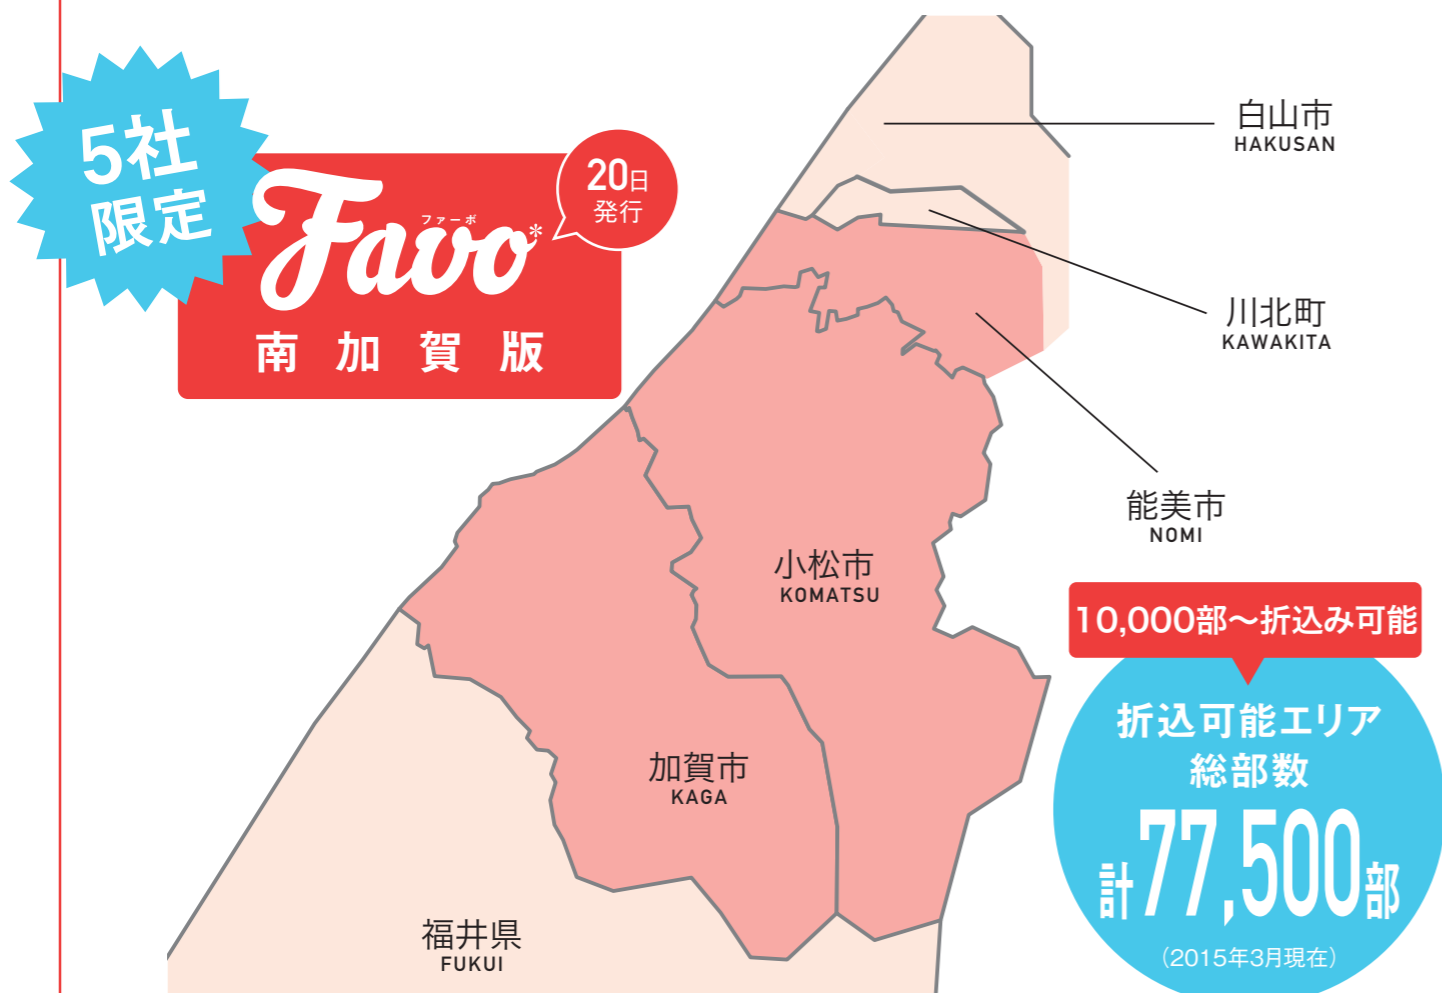 5社
限定
Favo*
ファーボ
南加賀版
20日
発行
白山市
HAKUSAN
川北町
KAWAKITA
能美市
NOMI
小松市
KOMATSU
加賀市
KAGA
福井県
FUKUI
10,000部〜折込み可能
折込可能エリア
総部数
計77,500部
(2015年3月現在)